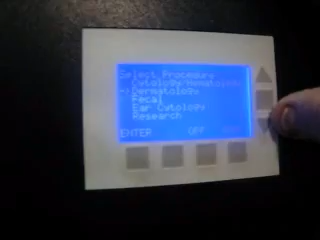 Select Procedure
Cytology/Hematology
->Dermatology
Fecal
Ear Cytology
Research
ENTER OFF